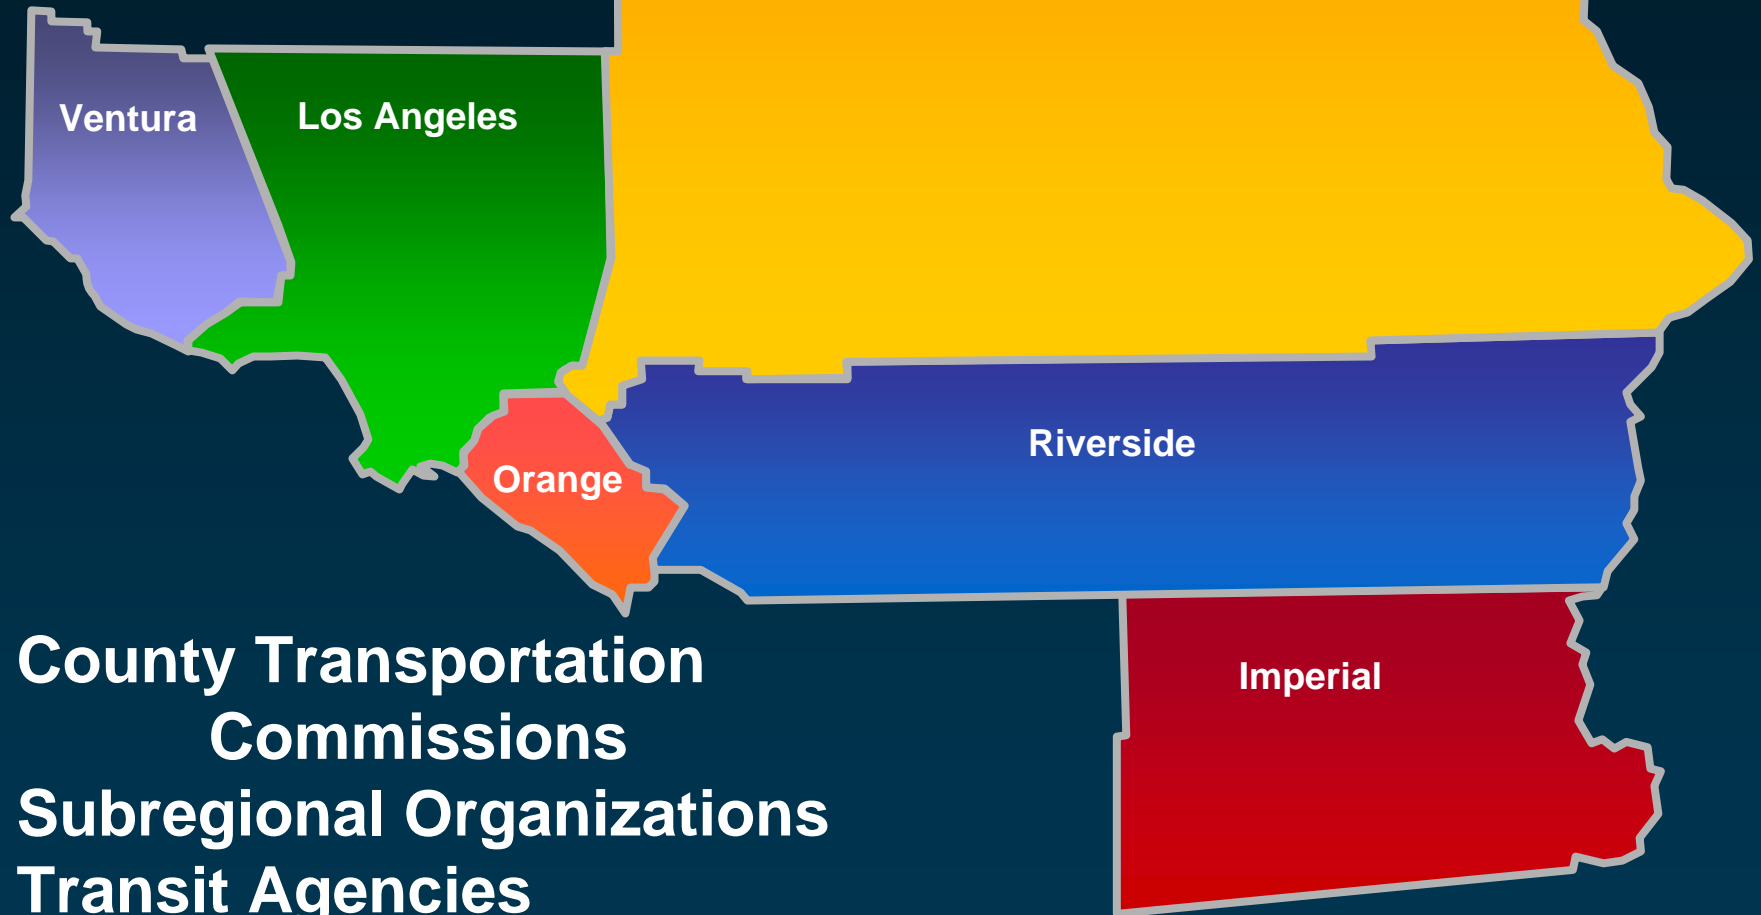 Ventura
Los Angeles
Riverside
Orange
Imperial
County Transportation
Commissions
Subregional Organizations
Transit Agencies